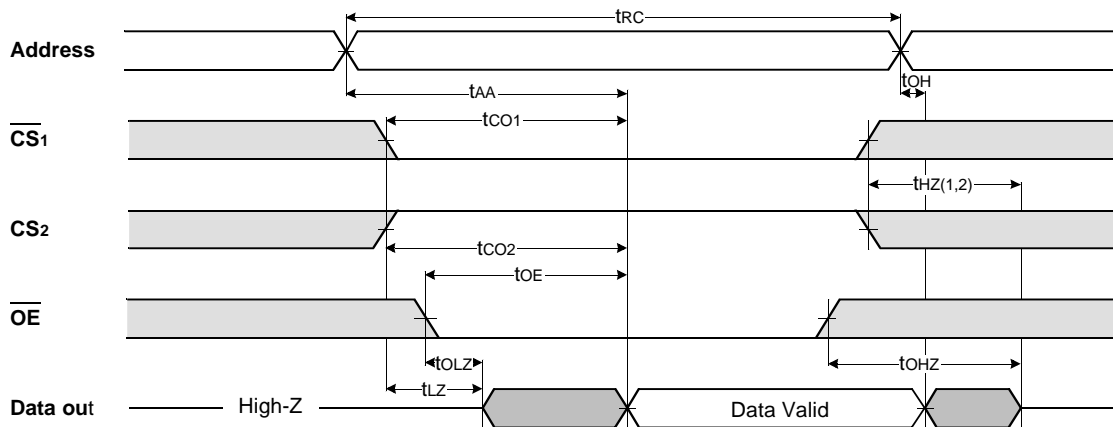 tRC
Address
tOH
tAA
tCO1
CS1
tHZ(1,2)
CS2
tCO2
tOE
OE
tOLZ
tOHZ
tLZ
Data out
High-Z
Data Valid